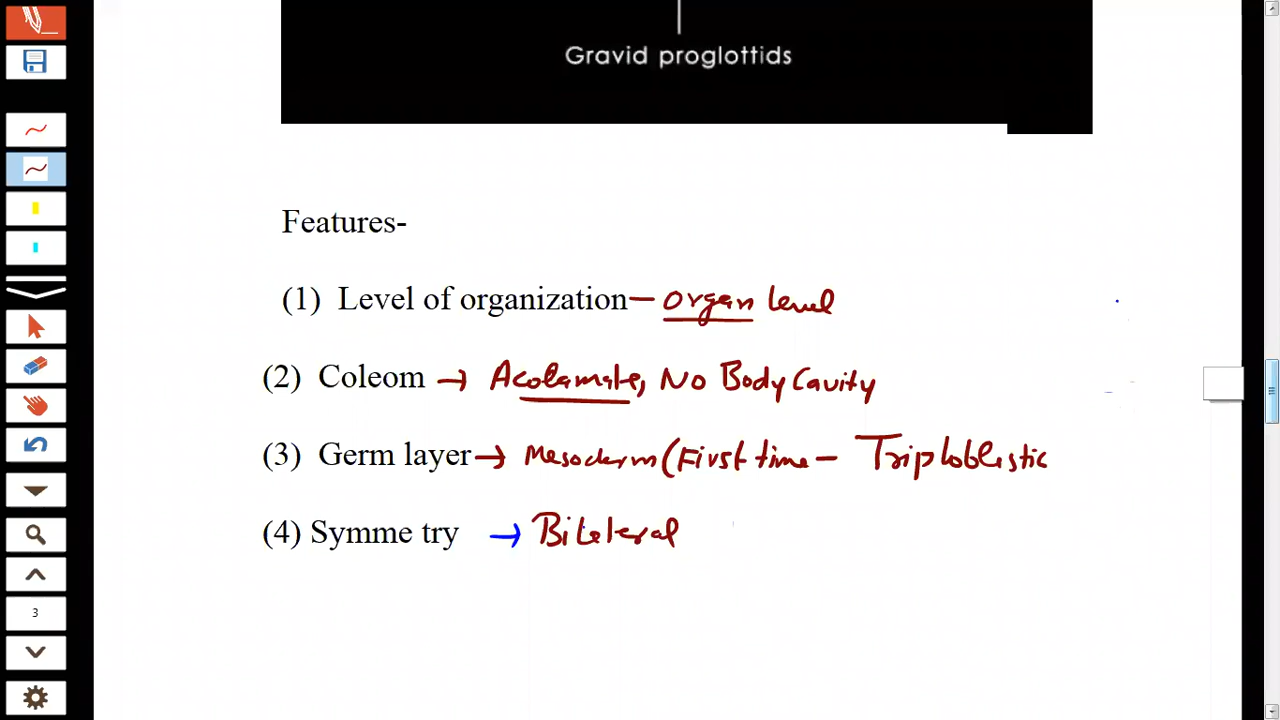 Gravid proglottids
Features-
(1) Level of organization— organ level
(2) Coleom → Acolamate, No Body Cavity
(3) Germ layer → Mesoderm (First time — Triploblastic
(4) Symme try → Bilateral
3